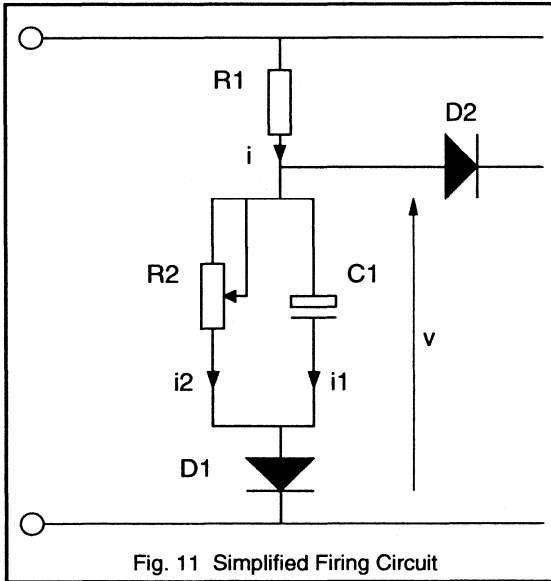 R1
D2
i
R2
C1
v
i2
i1
D1
Fig. 11 Simplified Firing Circuit